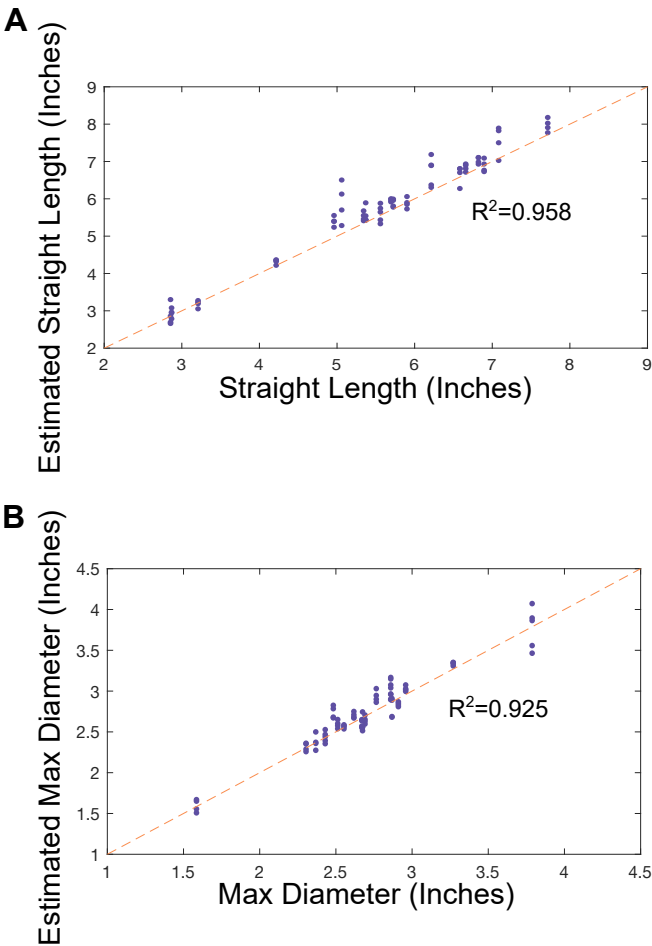 A
Estimated Straight Length (Inches)
9
8
7
6
5
4
3
2
R²=0.958
2 3 4 5 6 7 8 9
Straight Length (Inches)
B
Estimated Max Diameter (Inches)
4.5
4
3.5
3
2.5
2
1.5
1
R²=0.925
1 1.5 2 2.5 3 3.5 4 4.5
Max Diameter (Inches)